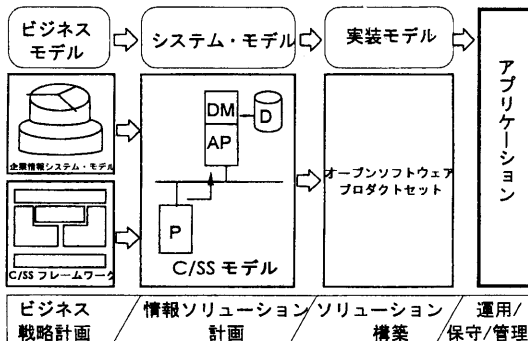 ビジネス
モデル
システム・モデル
実装モデル
アプリケーション
企業情報システム・モデル
DM
D
AP
P
C/SS モデル
C/SS フレームワーク
オープンソフトウェア
プロダクトセット
ビジネス
戦略計画
情報ソリューション
計画
ソリューション
構築
運用/
保守/管理